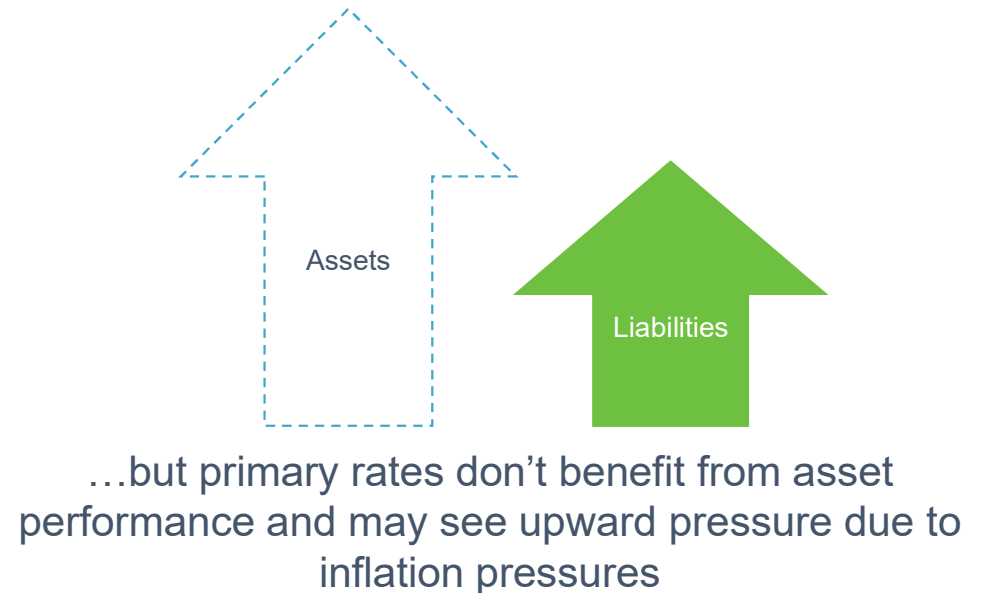 Assets
Liabilities
…but primary rates don’t benefit from asset
performance and may see upward pressure due to
inflation pressures